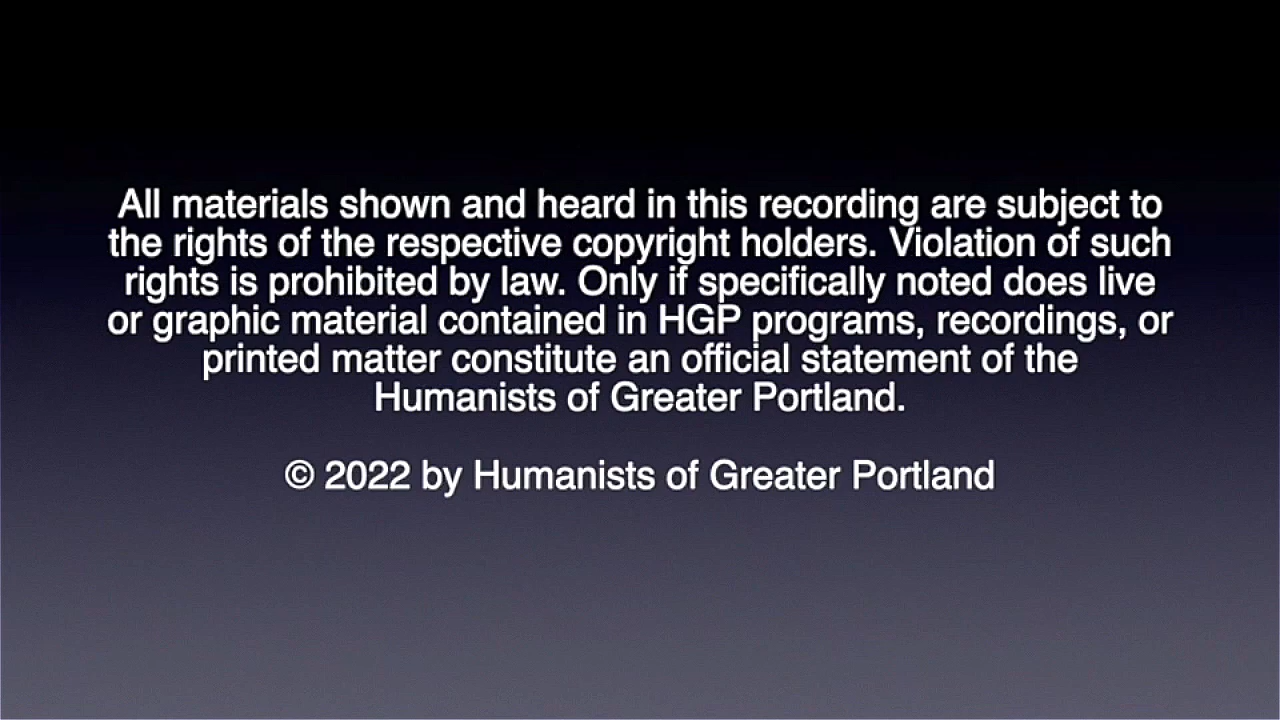 All materials shown and heard in this recording are subject to
the rights of the respective copyright holders. Violation of such
rights is prohibited by law. Only if specifically noted does live
or graphic material contained in HGP programs, recordings, or
printed matter constitute an official statement of the
Humanists of Greater Portland.
© 2022 by Humanists of Greater Portland